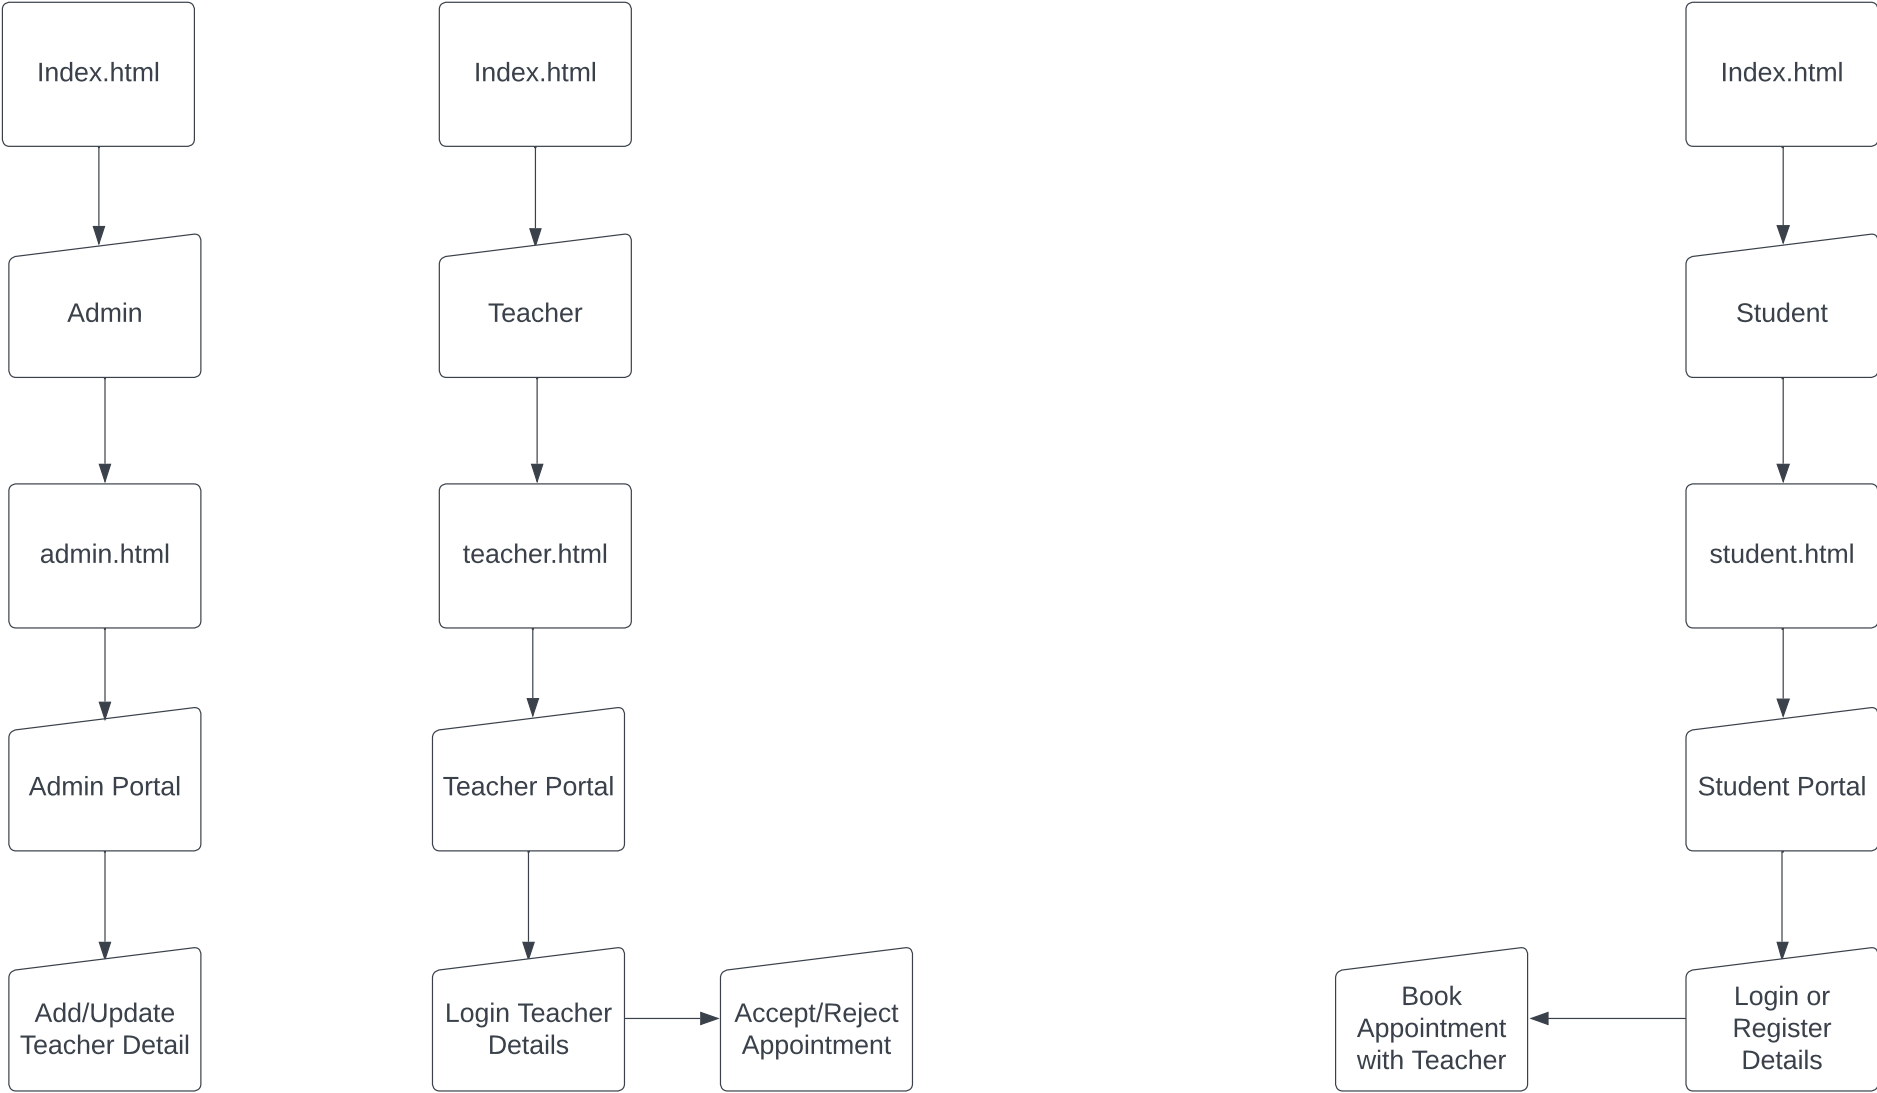 Index.html
Admin
admin.html
Admin Portal
Add/Update
Teacher Detail
Index.html
Teacher
teacher.html
Teacher Portal
Login Teacher
Details
Accept/Reject
Appointment
Index.html
Student
student.html
Student Portal
Login or
Register
Details
Book
Appointment
with Teacher